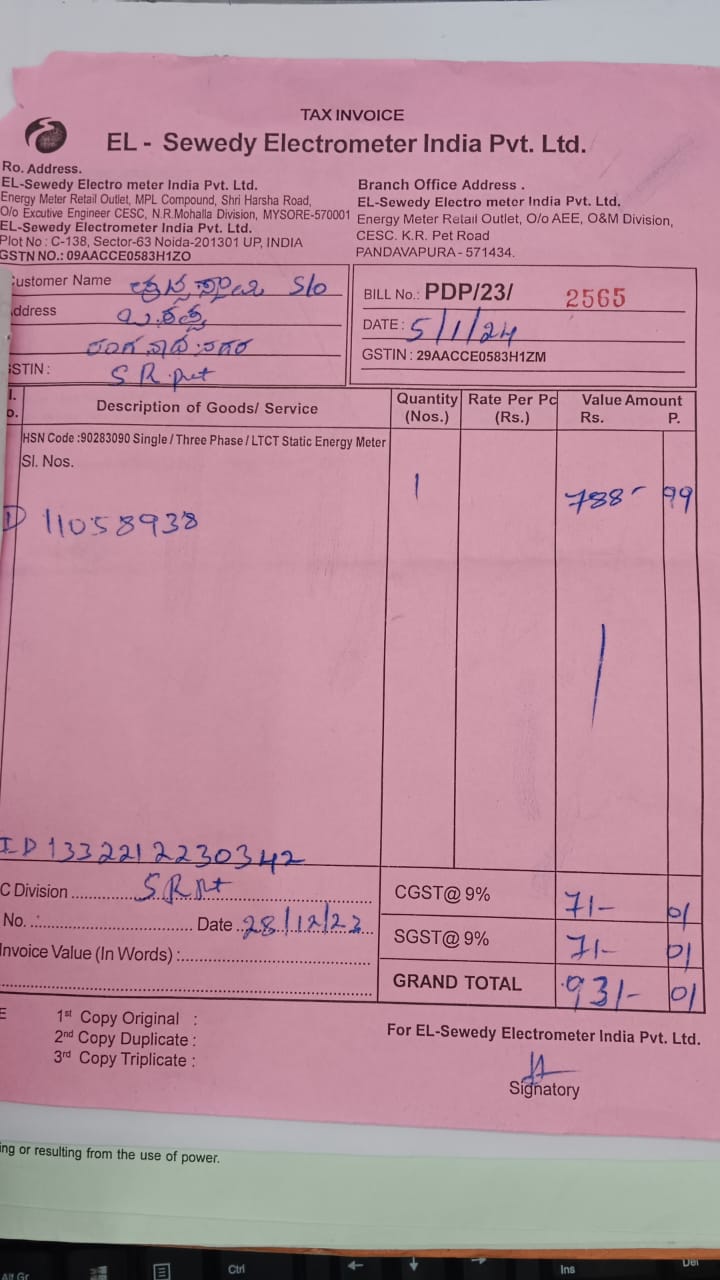 TAX INVOICE
EL - Sewedy Electrometer India Pvt. Ltd.
Ro. Address.
EL-Sewedy Electro meter India Pvt. Ltd.
Energy Meter Retail Outlet, MPL Compound, Shri Harsha Road,
O/o Excutive Engineer CESC, N.R.Mohalla Division, MYSORE-570001
EL-Sewedy Electrometer India Pvt. Ltd.
Plot No : C-138, Sector-63 Noida-201301 UP, INDIA
GSTN NO.: 09AACCE0583H1ZO
Branch Office Address .
EL-Sewedy Electro meter India Pvt. Ltd.
Energy Meter Retail Outlet, O/o AEE, O&M Division,
CESC. K.R. Pet Road
PANDAVAPURA - 571434.
ustomer Name S/o
ddress
STIN : S R pet
BILL No.: PDP/23/ 2565
DATE : 5/1/24
GSTIN : 29AACCE0583H1ZM
l. Description of Goods/ Service Quantity Rate Per Pc Value Amount
o. (Nos.) (Rs.) Rs. P.
HSN Code :90283090 Single / Three Phase / LTCT Static Energy Meter
Sl. Nos.
1 788- 99
D 11058938
ID 1332212230342
C Division S.R.pet
CGST@ 9% 71- 01
No. Date 28/12/23
SGST@ 9% 71- 01
Invoice Value (In Words) :
GRAND TOTAL 931- 01
E 1st Copy Original :
2nd Copy Duplicate :
3rd Copy Triplicate :
For EL-Sewedy Electrometer India Pvt. Ltd.
Signatory
ing or resulting from the use of power.
Alt Gr Ctrl Ins Del